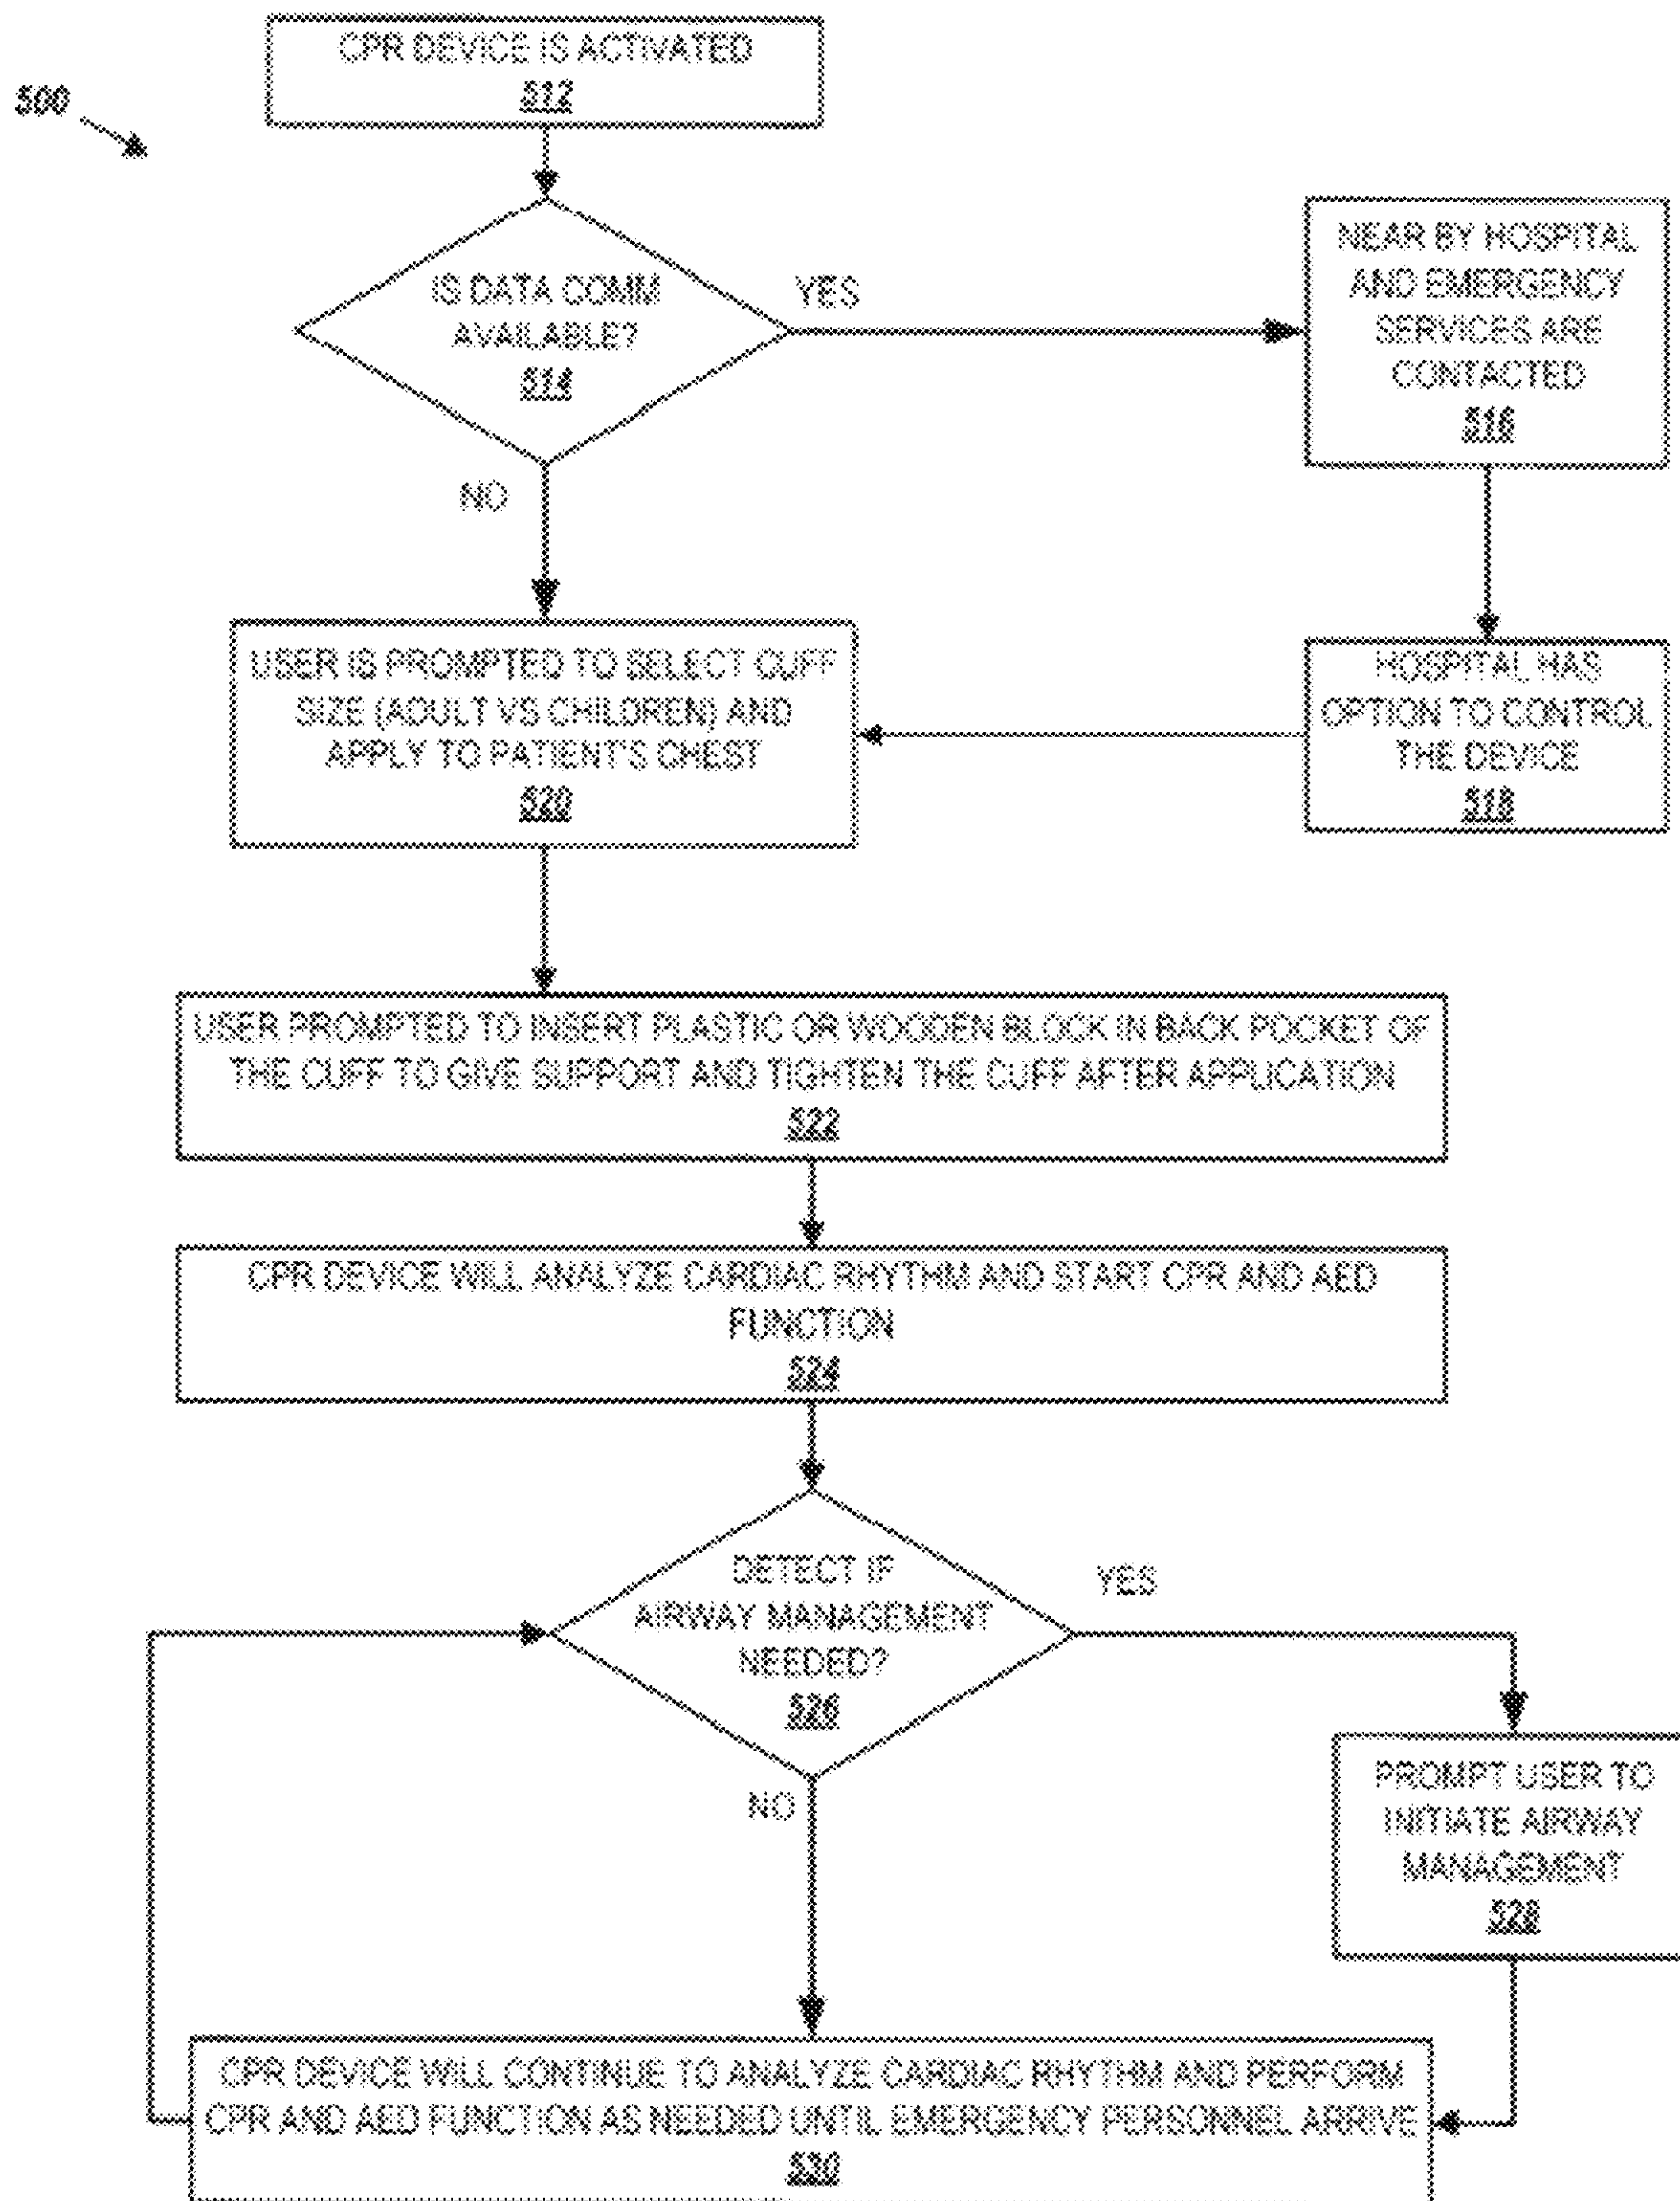 500
CPR DEVICE IS ACTIVATED
512
IS DATA COMM
AVAILABLE?
514
YES
NO
NEAR BY HOSPITAL
AND EMERGENCY
SERVICES ARE
CONTACTED
516
HOSPITAL HAS
OPTION TO CONTROL
THE DEVICE
518
USER IS PROMPTED TO SELECT CUFF
SIZE (ADULT VS CHILDREN) AND
APPLY TO PATIENT'S CHEST
520
USER PROMPTED TO INSERT PLASTIC OR WOODEN BLOCK IN BACK POCKET OF
THE CUFF TO GIVE SUPPORT AND TIGHTEN THE CUFF AFTER APPLICATION
522
CPR DEVICE WILL ANALYZE CARDIAC RHYTHM AND START CPR AND AED
FUNCTION
524
DETECT IF
AIRWAY MANAGEMENT
NEEDED?
526
YES
NO
PROMPT USER TO
INITIATE AIRWAY
MANAGEMENT
528
CPR DEVICE WILL CONTINUE TO ANALYZE CARDIAC RHYTHM AND PERFORM
CPR AND AED FUNCTION AS NEEDED UNTIL EMERGENCY PERSONNEL ARRIVE
530